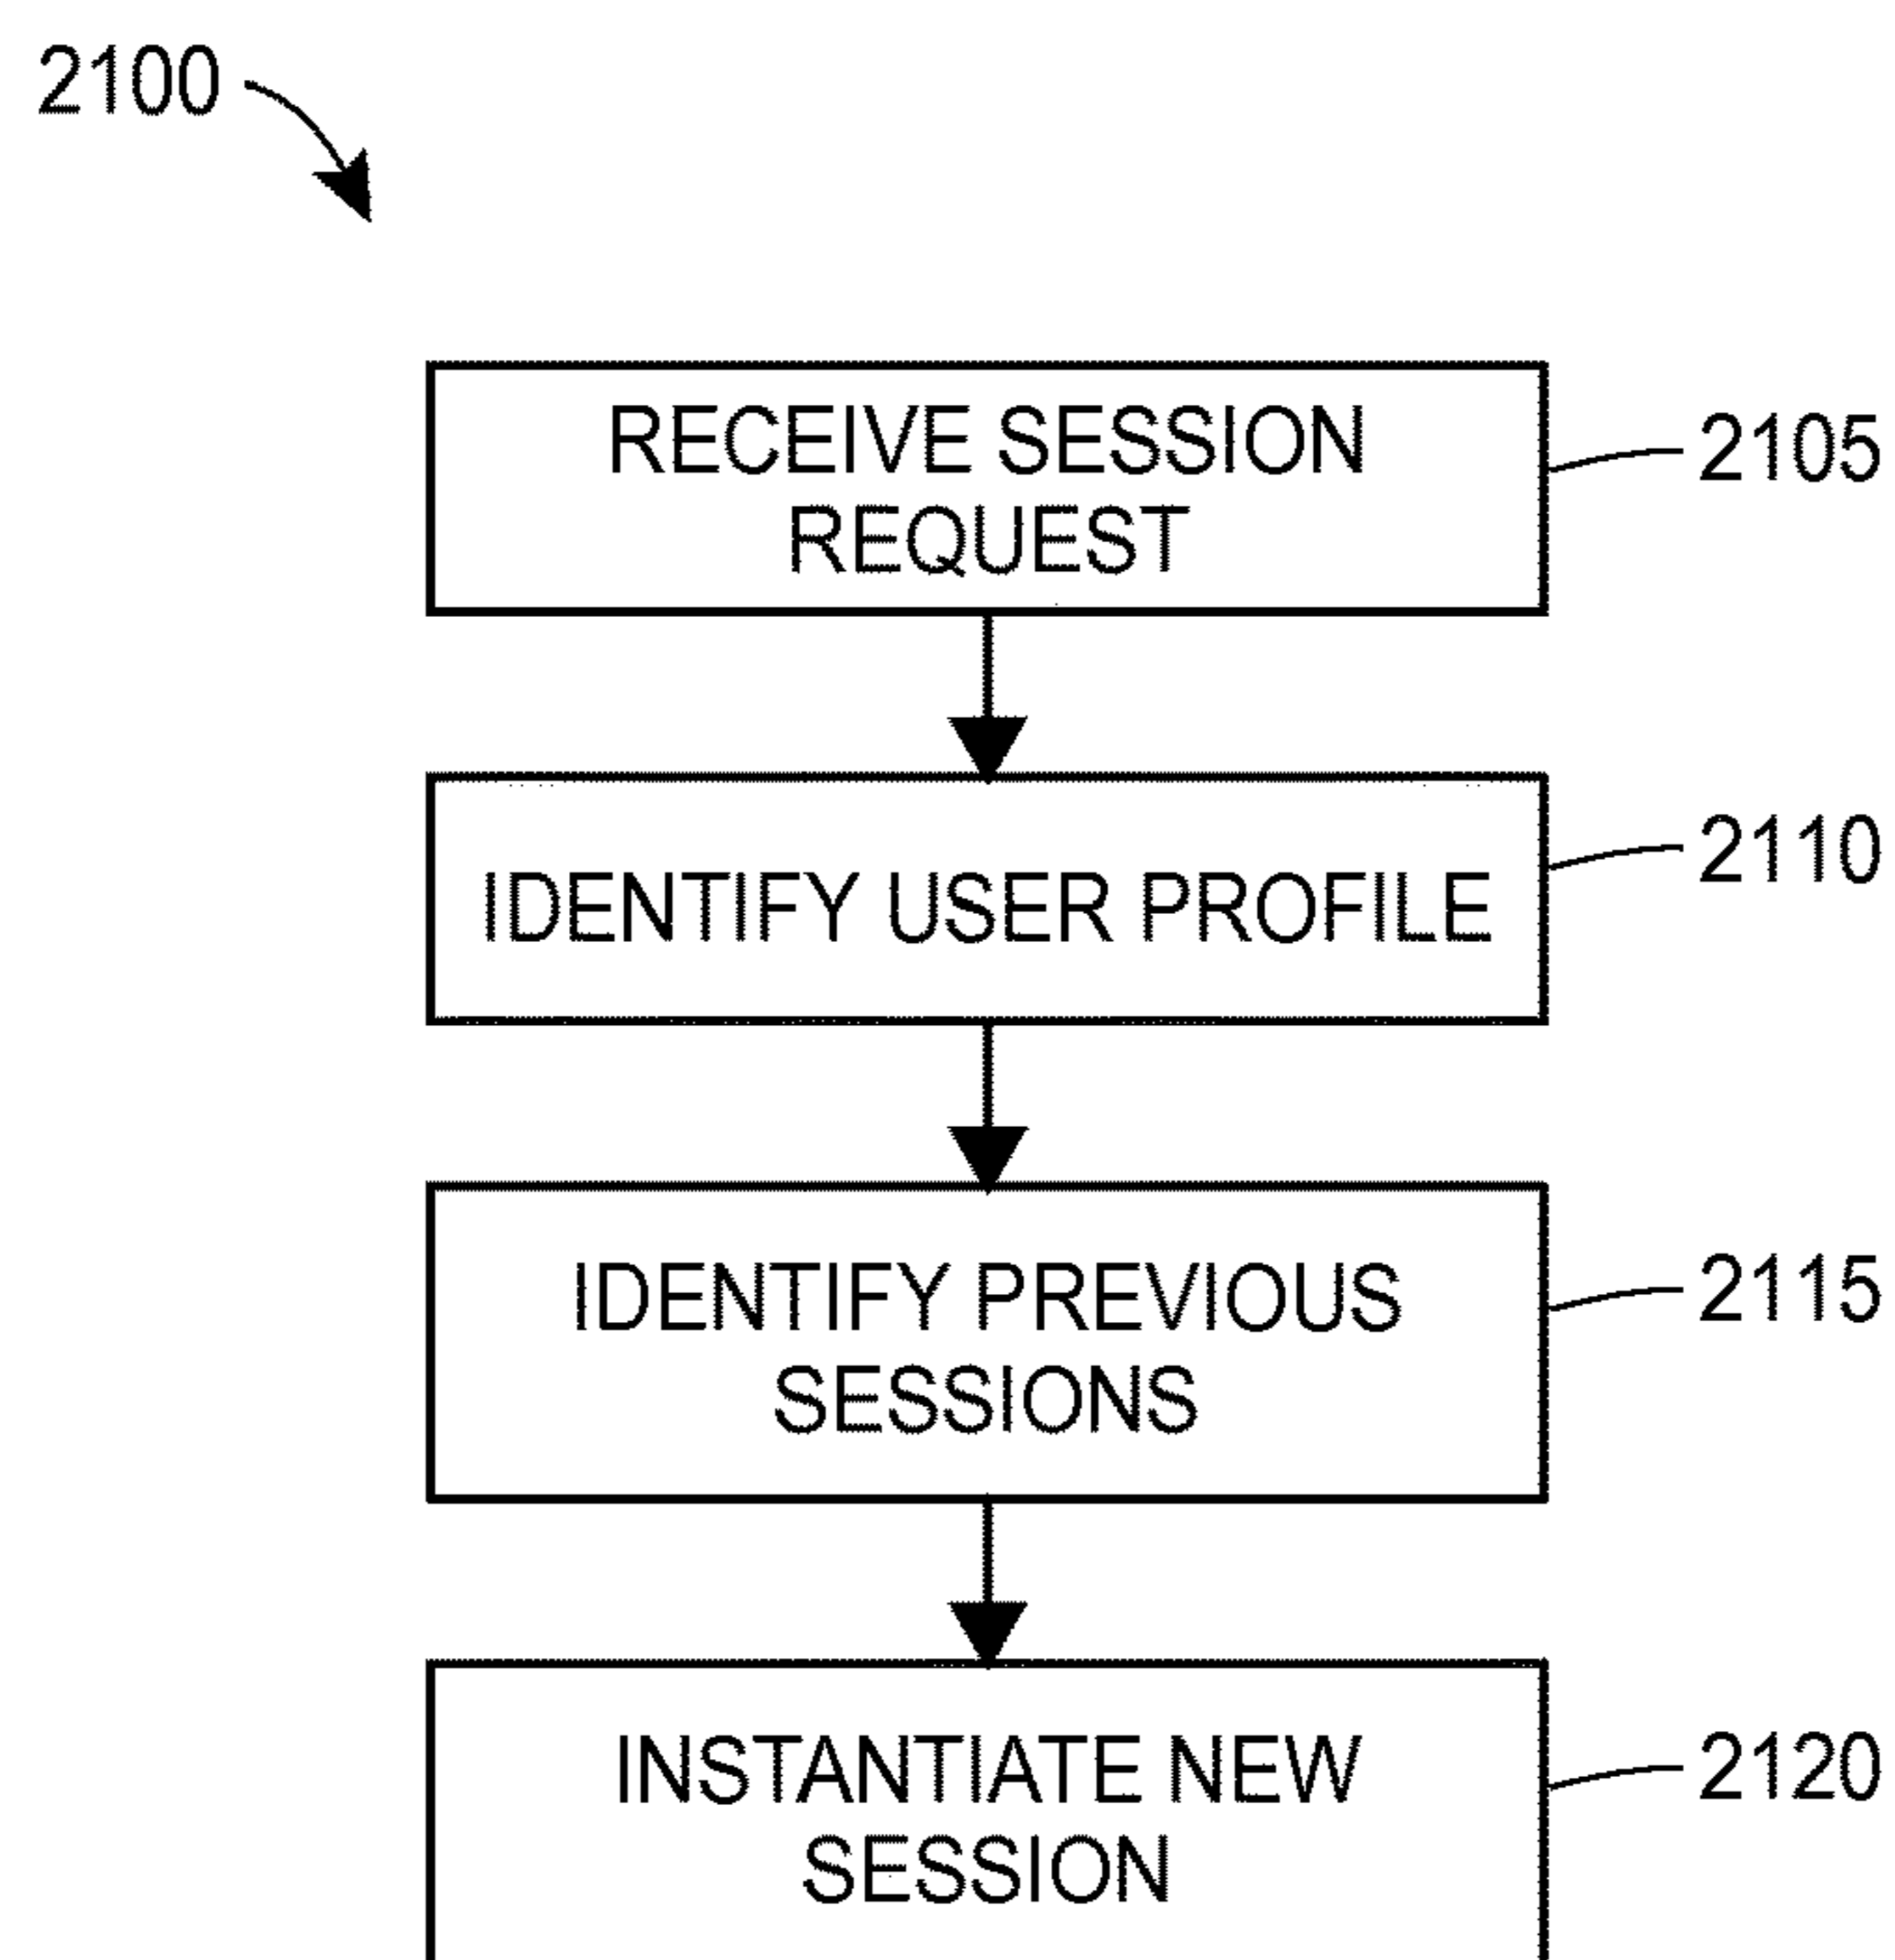 2100
RECEIVE SESSION
REQUEST
2105
IDENTIFY USER PROFILE
2110
IDENTIFY PREVIOUS
SESSIONS
2115
INSTANTIATE NEW
SESSION
2120